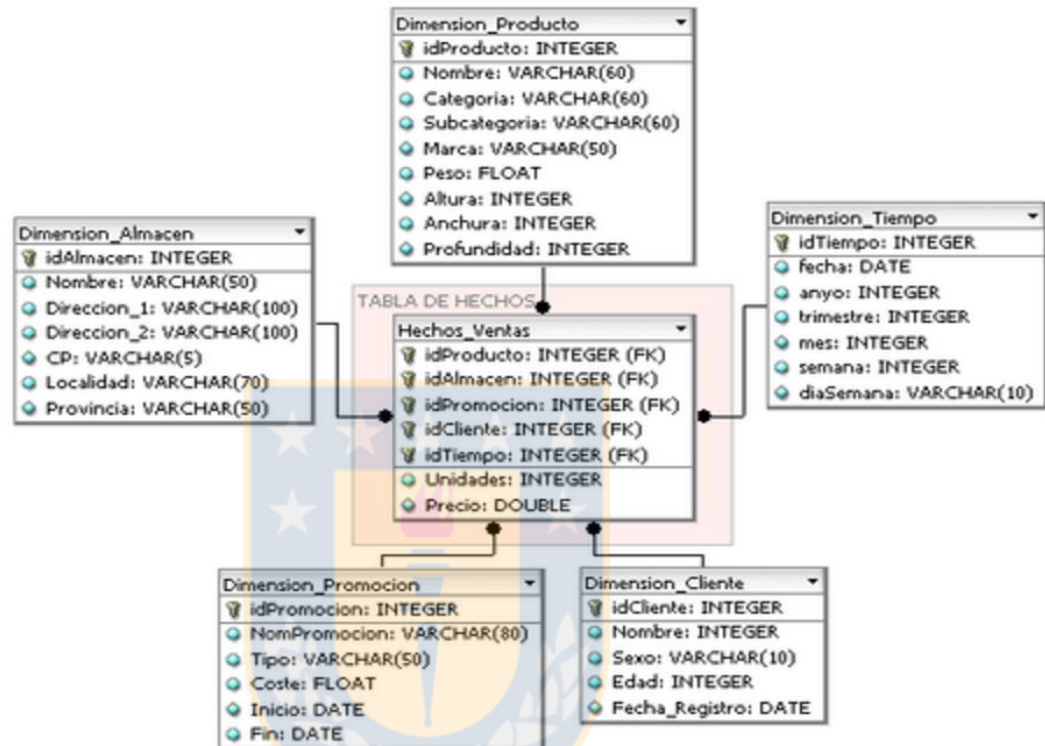 Dimension_Producto
idProducto: INTEGER
Nombre: VARCHAR(60)
Categoria: VARCHAR(60)
Subcategoria: VARCHAR(60)
Marca: VARCHAR(50)
Peso: FLOAT
Altura: INTEGER
Anchura: INTEGER
Profundidad: INTEGER
Dimension_Almacen
idAlmacen: INTEGER
Nombre: VARCHAR(50)
Direccion_1: VARCHAR(100)
Direccion_2: VARCHAR(100)
CP: VARCHAR(5)
Localidad: VARCHAR(70)
Provincia: VARCHAR(50)
Dimension_Tiempo
idTiempo: INTEGER
fecha: DATE
anyo: INTEGER
trimestre: INTEGER
mes: INTEGER
semana: INTEGER
diaSemana: VARCHAR(10)
TABLA DE HECHOS
Hechos_Ventas
idProducto: INTEGER (FK)
idAlmacen: INTEGER (FK)
idPromocion: INTEGER (FK)
idCliente: INTEGER (FK)
idTiempo: INTEGER (FK)
Unidades: INTEGER
Precio: DOUBLE
Dimension_Promocion
idPromocion: INTEGER
NomPromocion: VARCHAR(80)
Tipo: VARCHAR(50)
Coste: FLOAT
Inicio: DATE
Fin: DATE
Dimension_Cliente
idCliente: INTEGER
Nombre: INTEGER
Sexo: VARCHAR(10)
Edad: INTEGER
Fecha_Registro: DATE